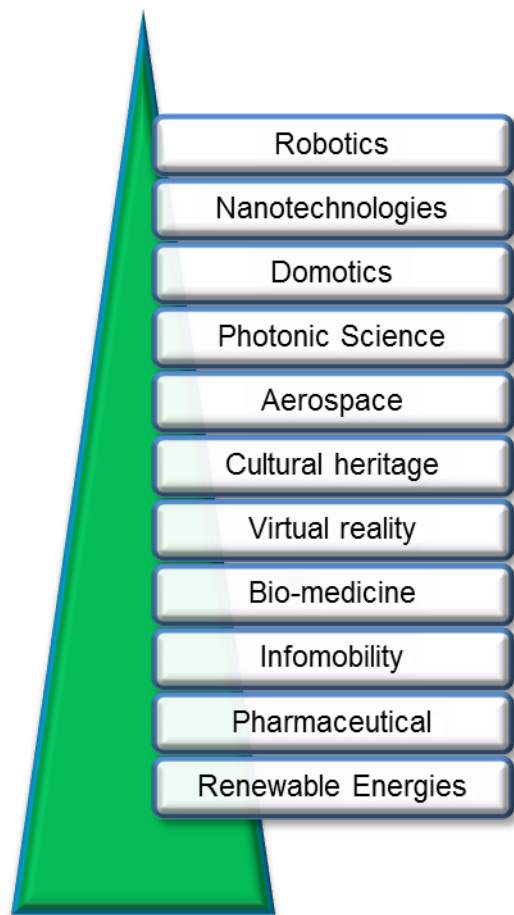 Robotics
Nanotechnologies
Domotics
Photonic Science
Aerospace
Cultural heritage
Virtual reality
Bio-medicine
Infomobility
Pharmaceutical
Renewable Energies